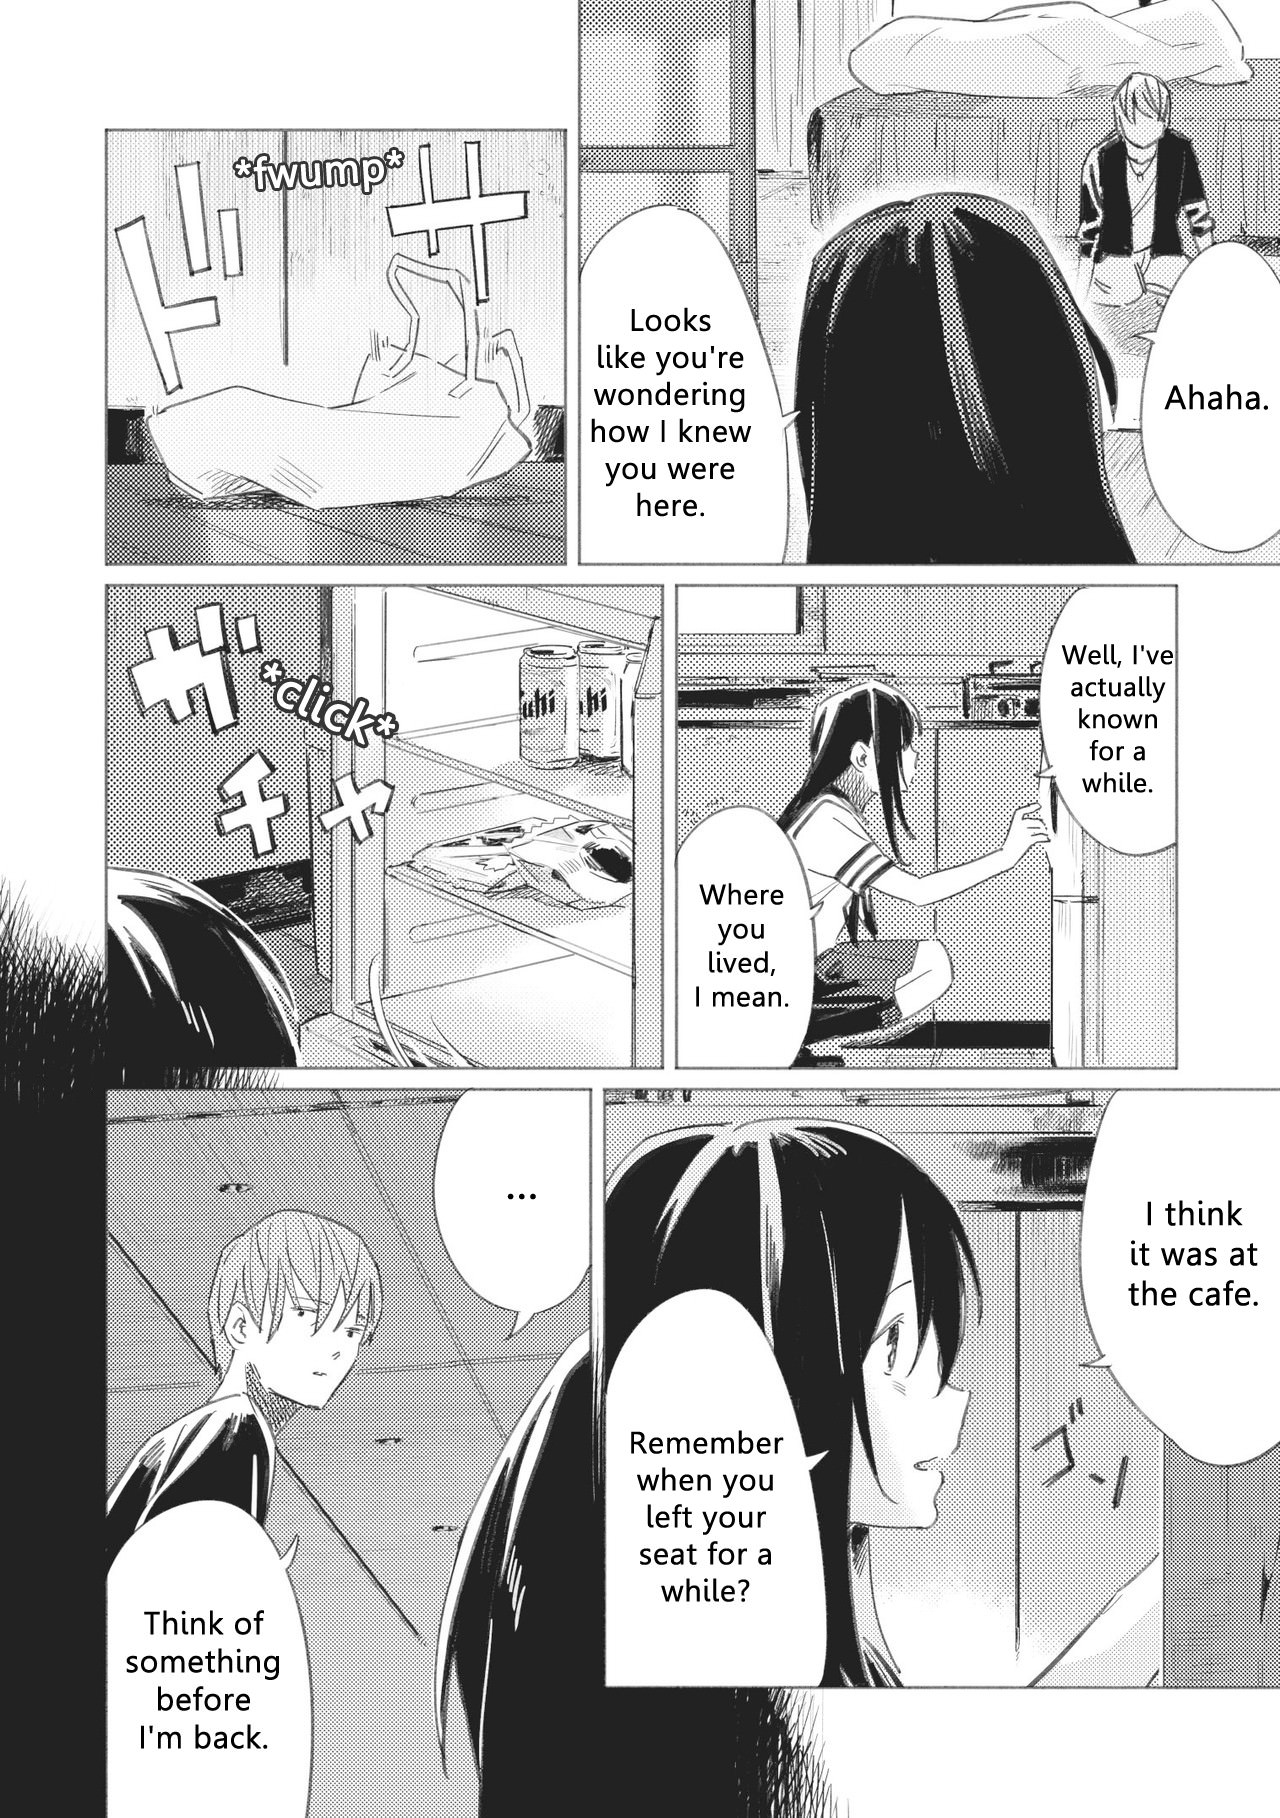 Ahaha.
Looks
like you're
wondering
how I knew
you were
here.
*fwump*
ドサ
Well, I've
actually
known
for a
while.
Where
you
lived,
I mean.
ガチャ
*click*
I think
it was at
the cafe.
Remember
when you
left your
seat for a
while?
...
Think of
something
before
I'm back.